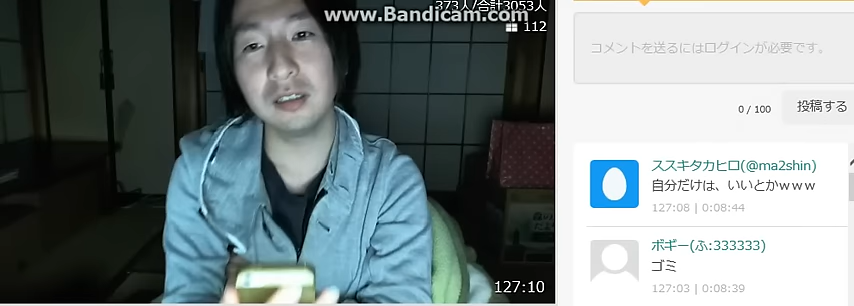 373人/合計3053人
www.Bandicam.com
112
127:10
コメントを送るにはログインが必要です。
0 / 100
投稿する
ススキタカヒロ(@ma2shin)
自分だけは、いいとかｗｗｗ
127:08 | 0:08:44
ボギー(ふ:333333)
ゴミ
127:03 | 0:08:39